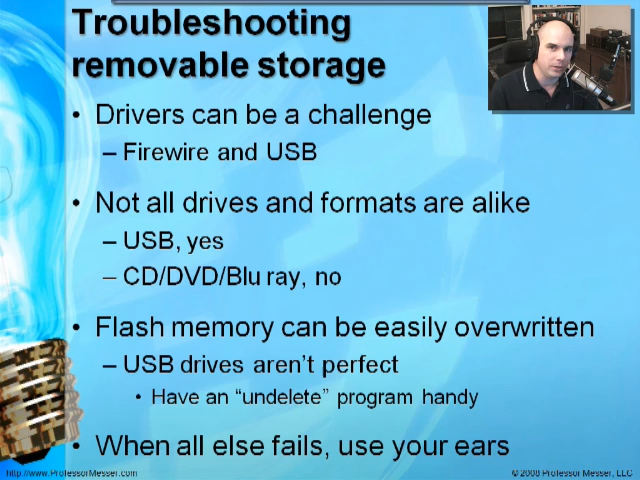 Troubleshooting
removable storage
• Drivers can be a challenge
– Firewire and USB
• Not all drives and formats are alike
– USB, yes
– CD/DVD/Blu ray, no
• Flash memory can be easily overwritten
– USB drives aren't perfect
• Have an “undelete” program handy
• When all else fails, use your ears
http://www.ProfessorMesser.com
© 2008 Professor Messer, LLC